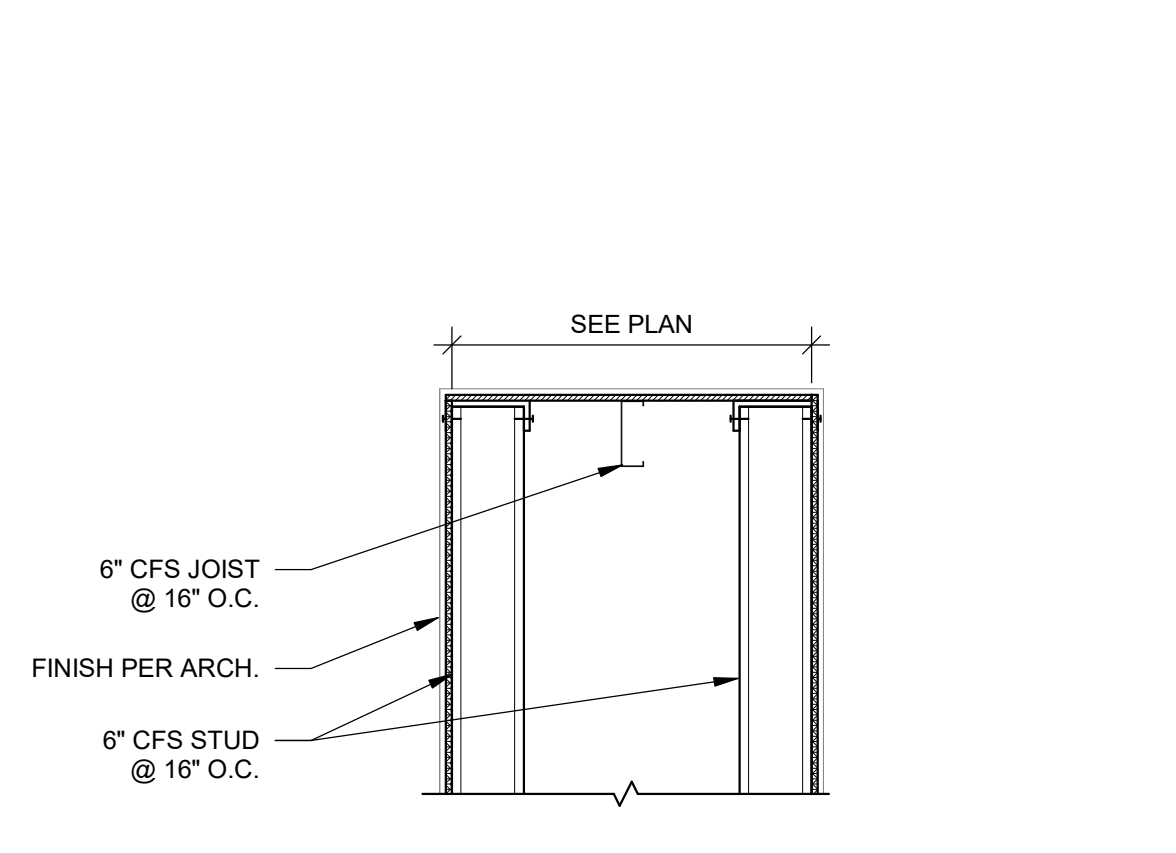 SEE PLAN
6" CFS JOIST
@ 16" O.C.
FINISH PER ARCH.
6" CFS STUD
@ 16" O.C.